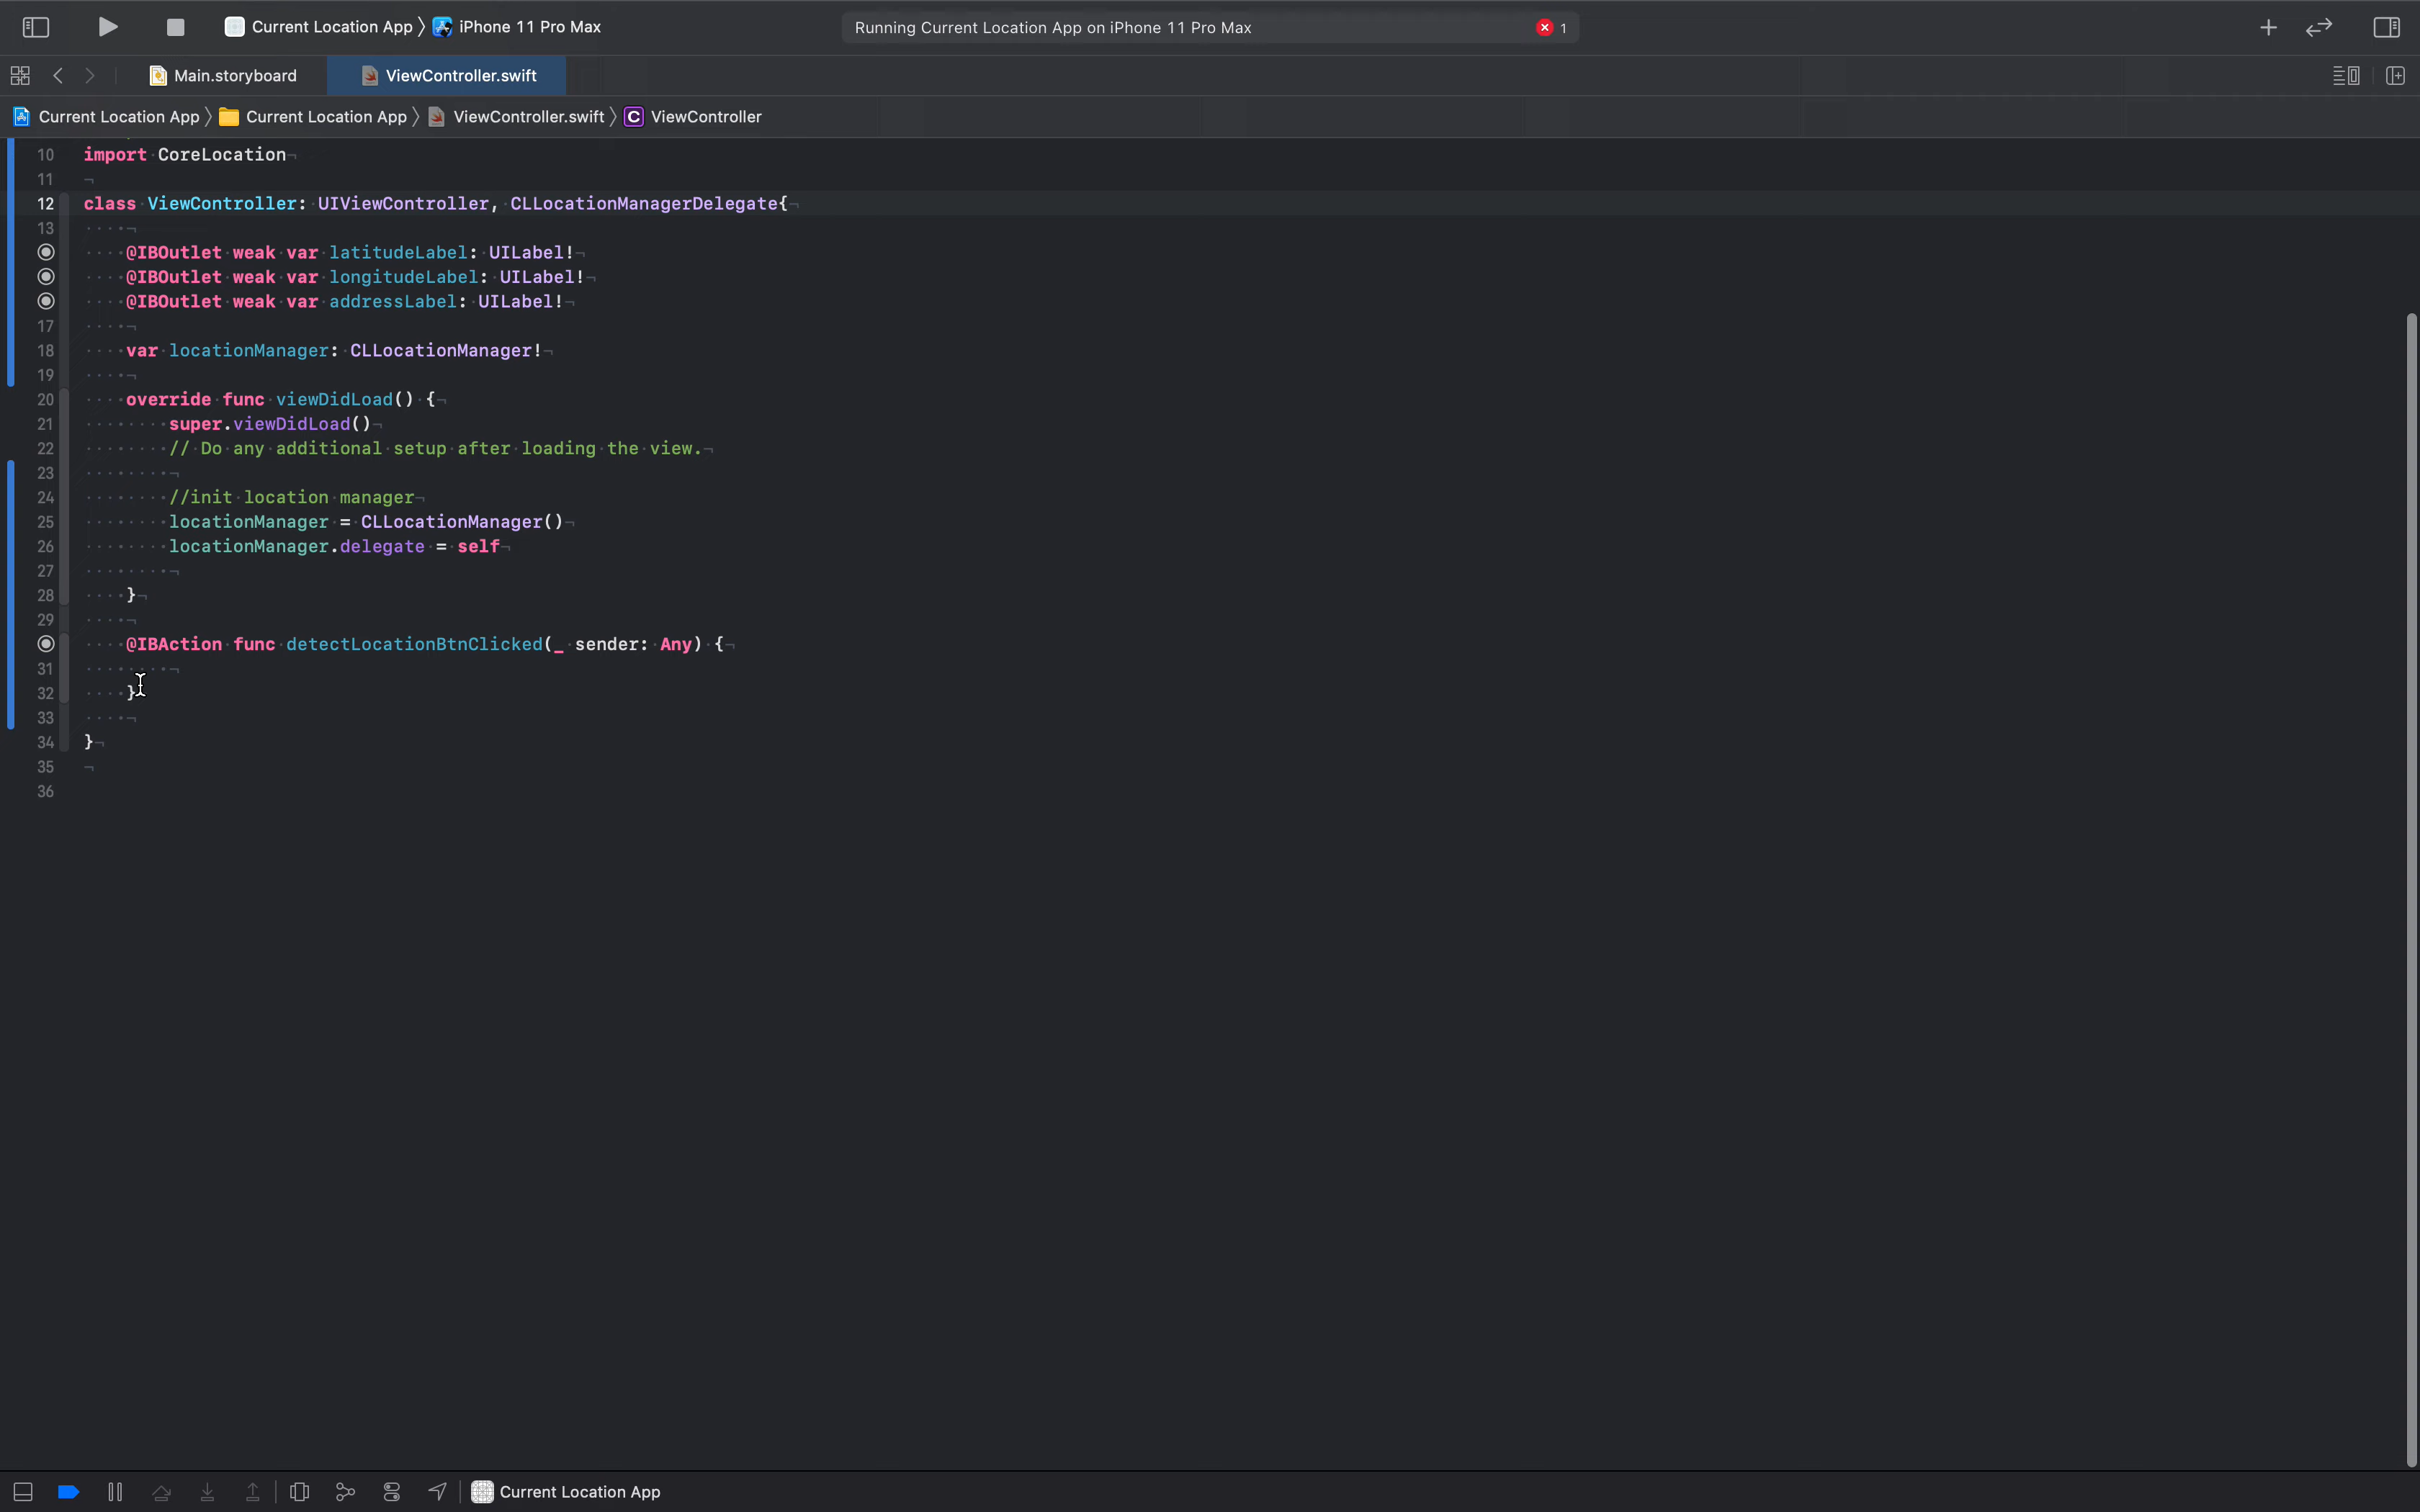 Current Location App 〉 iPhone 11 Pro Max
Running Current Location App on iPhone 11 Pro Max
1
Main.storyboard
ViewController.swift
Current Location App 〉 Current Location App 〉 ViewController.swift 〉 C ViewController
10 import CoreLocation
11
12 class ViewController: UIViewController, CLLocationManagerDelegate{
13
@IBOutlet weak var latitudeLabel: UILabel!
@IBOutlet weak var longitudeLabel: UILabel!
@IBOutlet weak var addressLabel: UILabel!
17
18 var locationManager: CLLocationManager!
19
20 override func viewDidLoad() {
21 super.viewDidLoad()
22 // Do any additional setup after loading the view.
23
24 //init location manager
25 locationManager = CLLocationManager()
26 locationManager.delegate = self
27
28 }
29
@IBAction func detectLocationBtnClicked(_ sender: Any) {
31
32 }
33
34 }
35
36
Current Location App